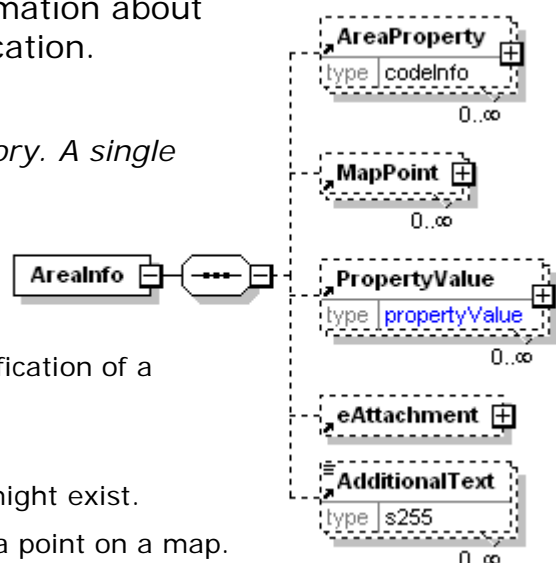 mation about
cation.
ory. A single
fication of a
night exist.
a point on a map.
AreaInfo
AreaProperty
type codeInfo
0..∞
MapPoint
0..∞
PropertyValue
type propertyValue
0..∞
eAttachment
AdditionalText
type s255
0..∞